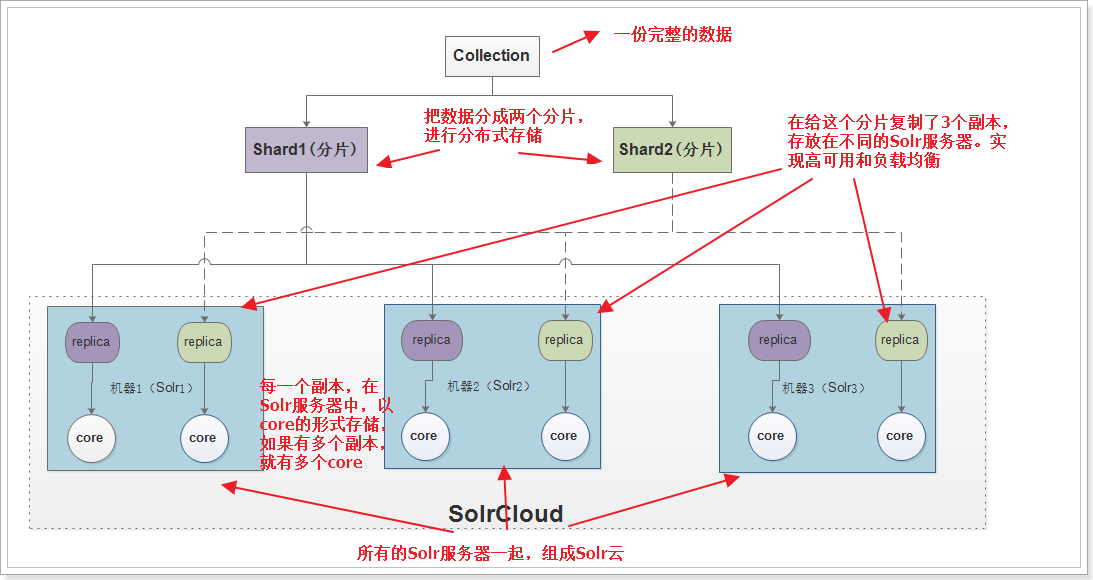 一份完整的数据
Collection
把数据分成两个分片，
进行分布式存储
在给这个分片复制了3个副本，
存放在不同的Solr服务器。实
现高可用和负载均衡
Shard1(分片)
Shard2(分片)
replica
replica
replica
replica
replica
replica
机器1（Solr1）
机器2（Solr2）
机器3（Solr3）
每一个副本，在
Solr服务器中，以
core的形式存储，
如果有多个副本，
就有多个core
core
core
core
core
core
core
SolrCloud
所有的Solr服务器一起，组成Solr云